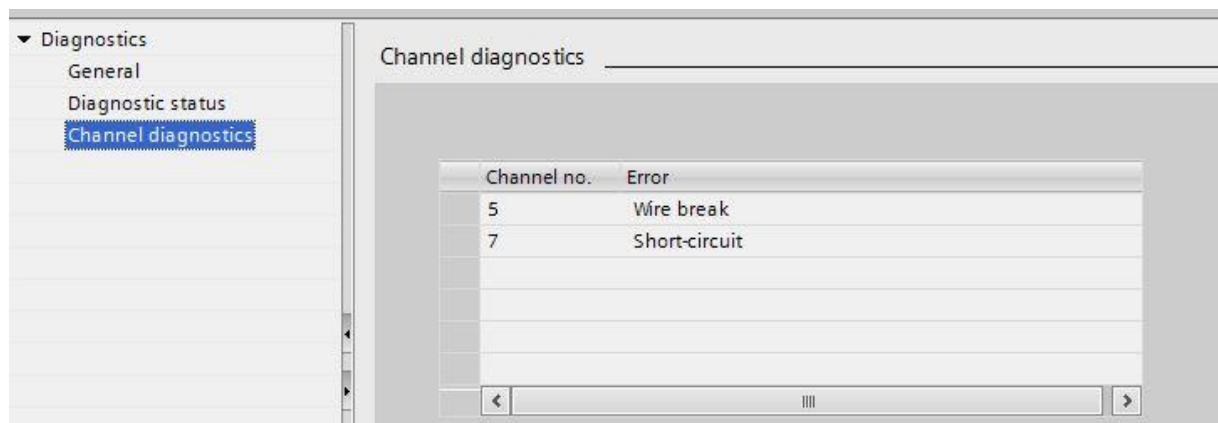 Diagnostics
General
Diagnostic status
Channel diagnostics
Channel diagnostics
Channel no. Error
5 Wire break
7 Short-circuit